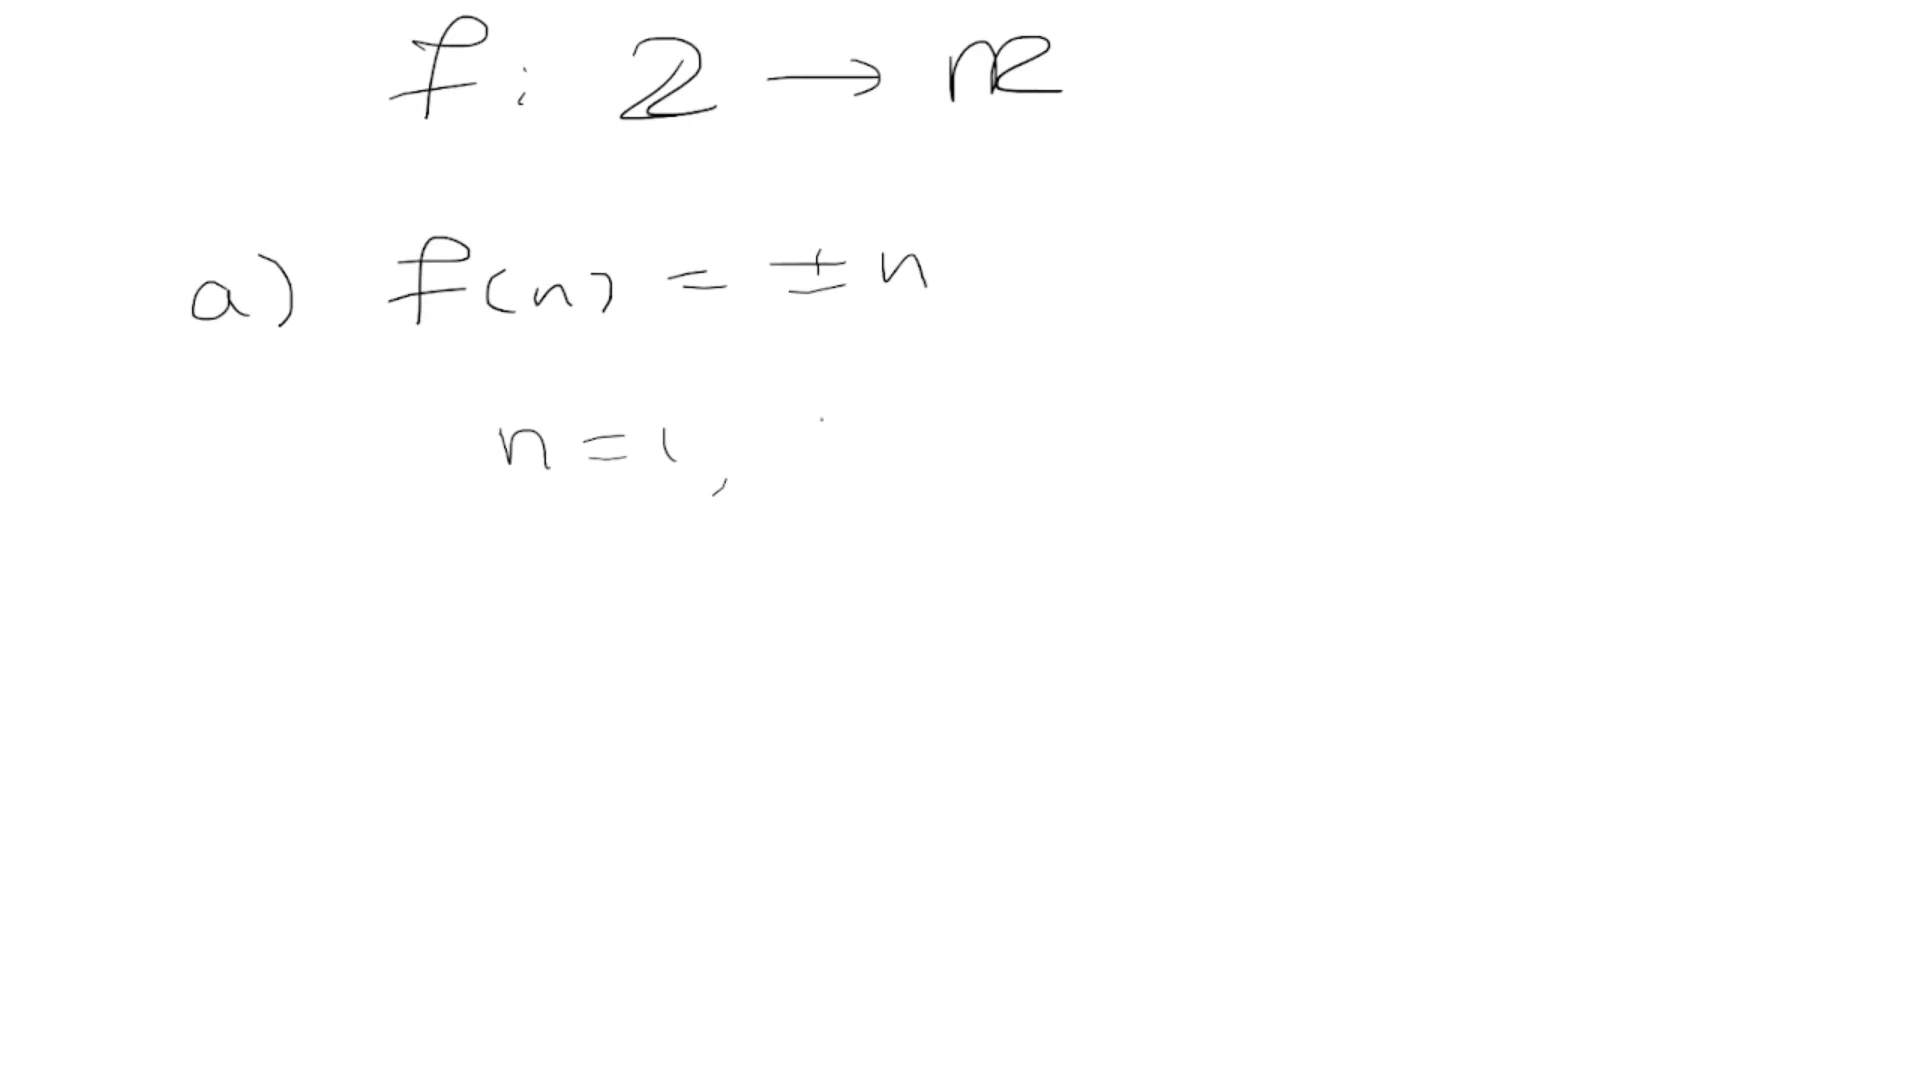 f: ℤ → ℝ
a) f(n) = ± n
n = 1,